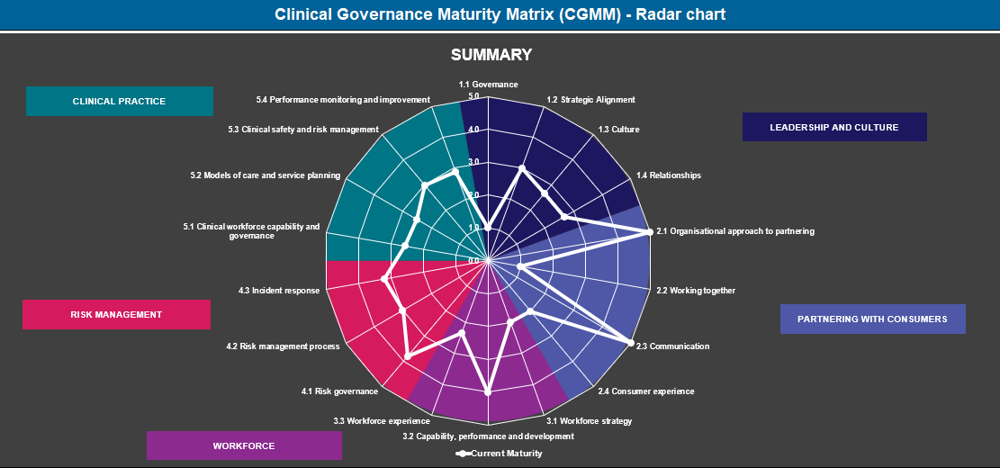 Clinical Governance Maturity Matrix (CGMM) - Radar chart
SUMMARY
1.1 Governance
5.0
4.0
3.0
2.0
1.0
0.0
1.2 Strategic Alignment
1.3 Culture
1.4 Relationships
2.1 Organisational approach to partnering
2.2 Working together
2.3 Communication
2.4 Consumer experience
3.1 Workforce strategy
3.2 Capability, performance and development
3.3 Workforce experience
4.1 Risk governance
4.2 Risk management process
4.3 Incident response
5.1 Clinical workforce capability and
governance
5.2 Models of care and service planning
5.3 Clinical safety and risk management
5.4 Performance monitoring and improvement
CLINICAL PRACTICE
LEADERSHIP AND CULTURE
RISK MANAGEMENT
PARTNERING WITH CONSUMERS
WORKFORCE
Current Maturity